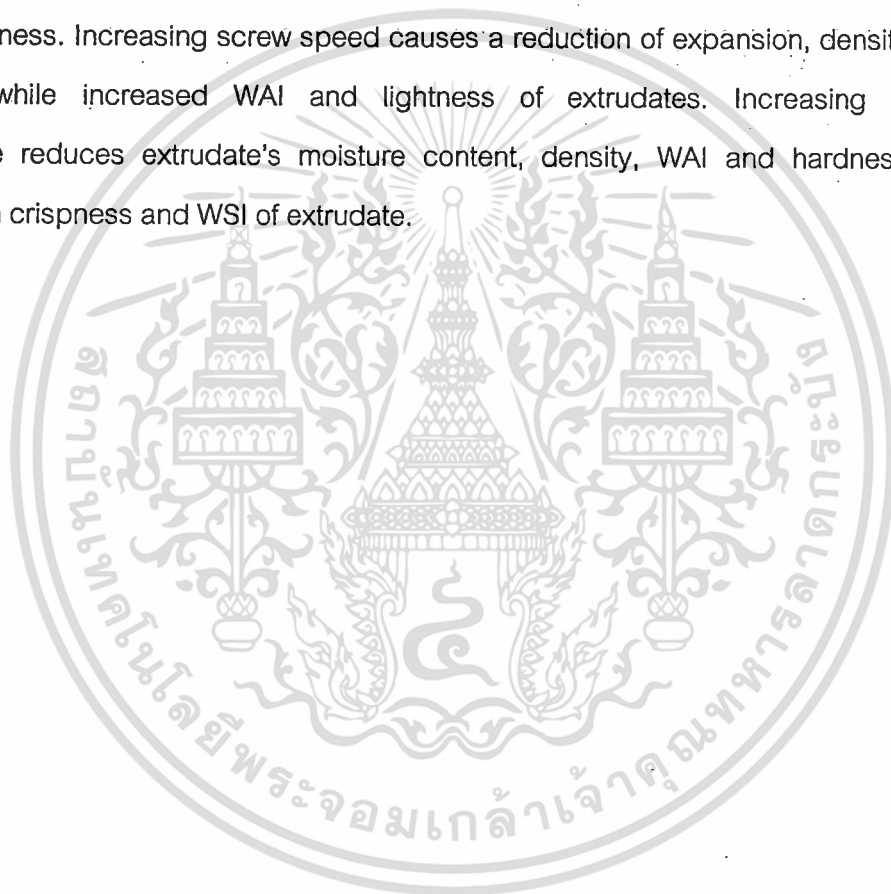 ness. Increasing screw speed causes a reduction of expansion, densit
while increased WAI and lightness of extrudates. Increasing
e reduces extrudate's moisture content, density, WAI and hardnes
crispness and WSI of extrudate.
สถาบันเทคโนโลยีพระจอมเกล้าเจ้าคุณทหารลาดกระบัง